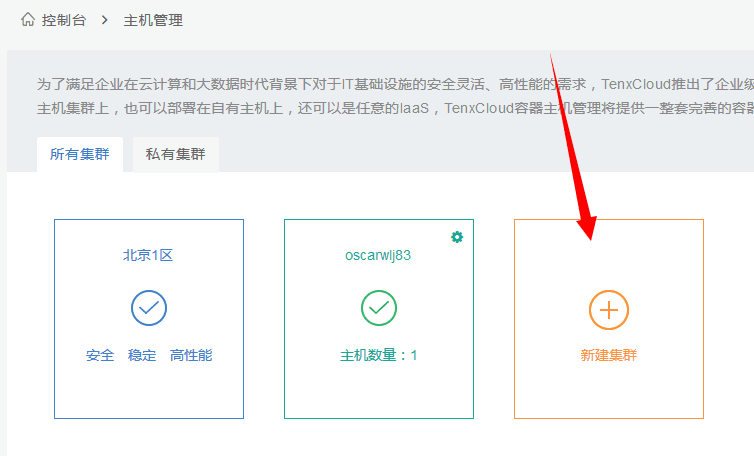 控制台 > 主机管理
为了满足企业在云计算和大数据时代背景下对于IT基础设施的安全灵活、高性能的需求，TenxCloud推出了企业级
主机集群上，也可以部署在自有主机上，还可以是任意的IaaS，TenxCloud容器主机管理将提供一整套完善的容器
所有集群 私有集群
北京1区
安全 稳定 高性能
oscarwlj83
主机数量：1
新建集群